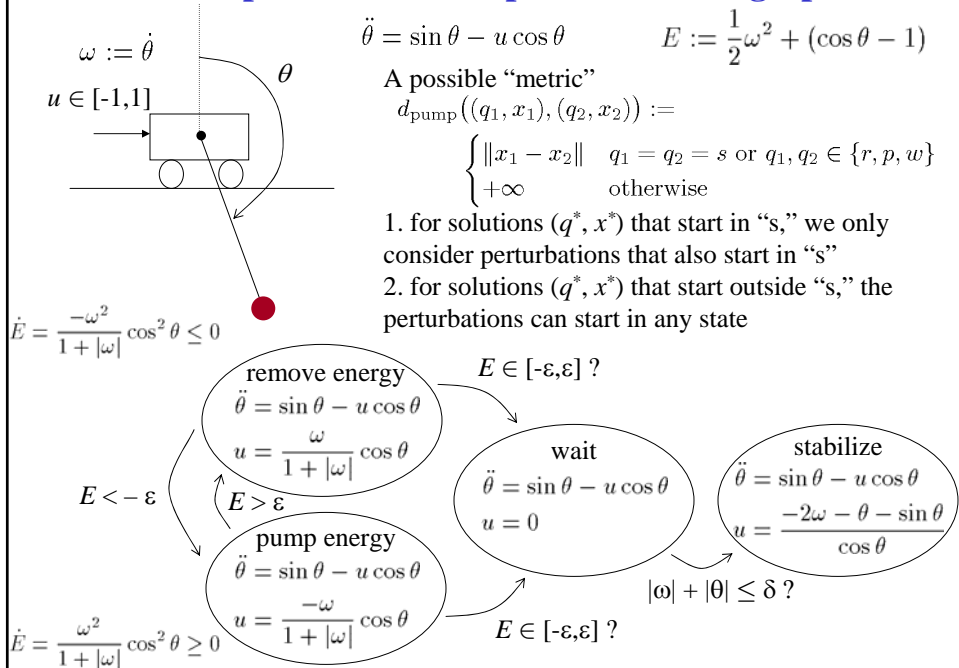 ω := θ̇
u ∈ [-1,1]
θ
θ̈ = sin θ − u cos θ
E := 1/2 ω² + (cos θ − 1)
A possible “metric”
d_pump((q₁, x₁), (q₂, x₂)) :=
{ ‖x₁ − x₂‖ q₁ = q₂ = s or q₁, q₂ ∈ {r, p, w}
+∞ otherwise
1. for solutions (q*, x*) that start in “s,” we only
consider perturbations that also start in “s”
2. for solutions (q*, x*) that start outside “s,” the
perturbations can start in any state
Ė = −ω²/(1 + |ω|) cos² θ ≤ 0
remove energy
θ̈ = sin θ − u cos θ
u = ω/(1 + |ω|) cos θ
E ∈ [-ε,ε] ?
E < − ε
E > ε
pump energy
θ̈ = sin θ − u cos θ
u = −ω/(1 + |ω|) cos θ
E ∈ [-ε,ε] ?
Ė = ω²/(1 + |ω|) cos² θ ≥ 0
wait
θ̈ = sin θ − u cos θ
u = 0
|ω| + |θ| ≤ δ ?
stabilize
θ̈ = sin θ − u cos θ
u = (−2ω − θ − sin θ)/cos θ